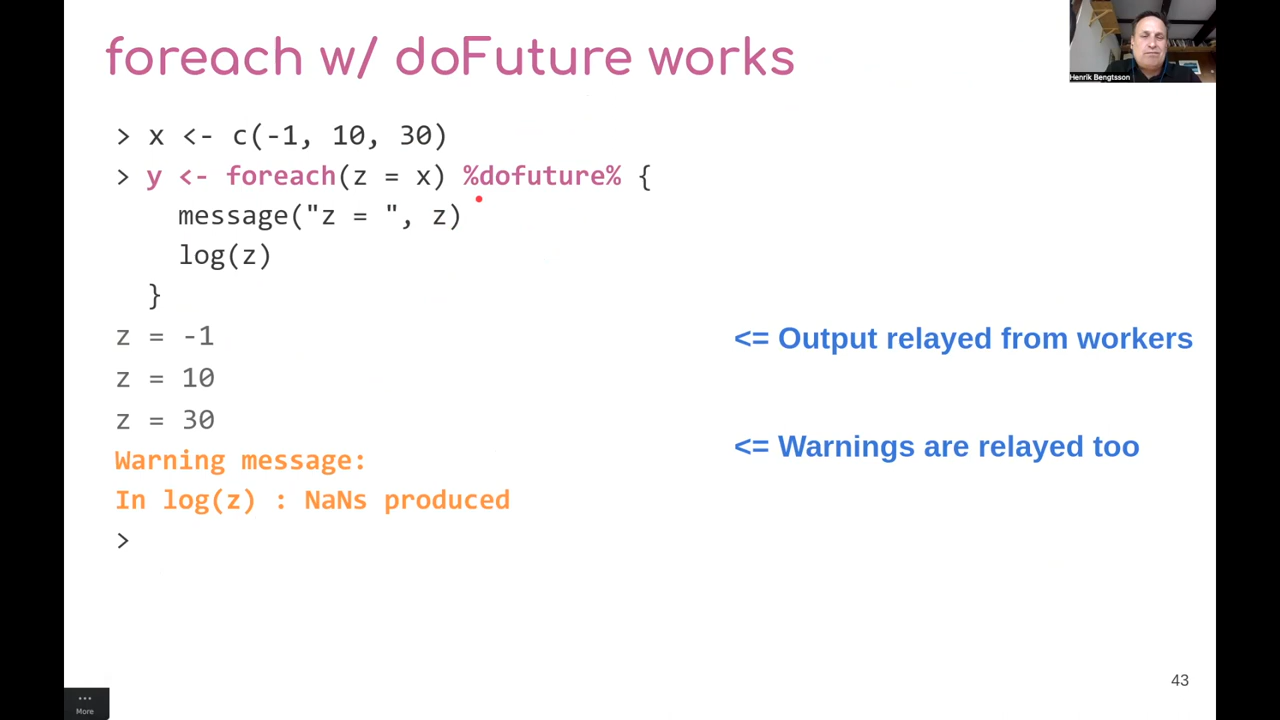 foreach w/ doFuture works
Henrik Bengtsson
> x <- c(-1, 10, 30)
> y <- foreach(z = x) %dofuture% {
message("z = ", z)
log(z)
}
z = -1
<= Output relayed from workers
z = 10
z = 30
<= Warnings are relayed too
Warning message:
In log(z) : NaNs produced
>
43
More